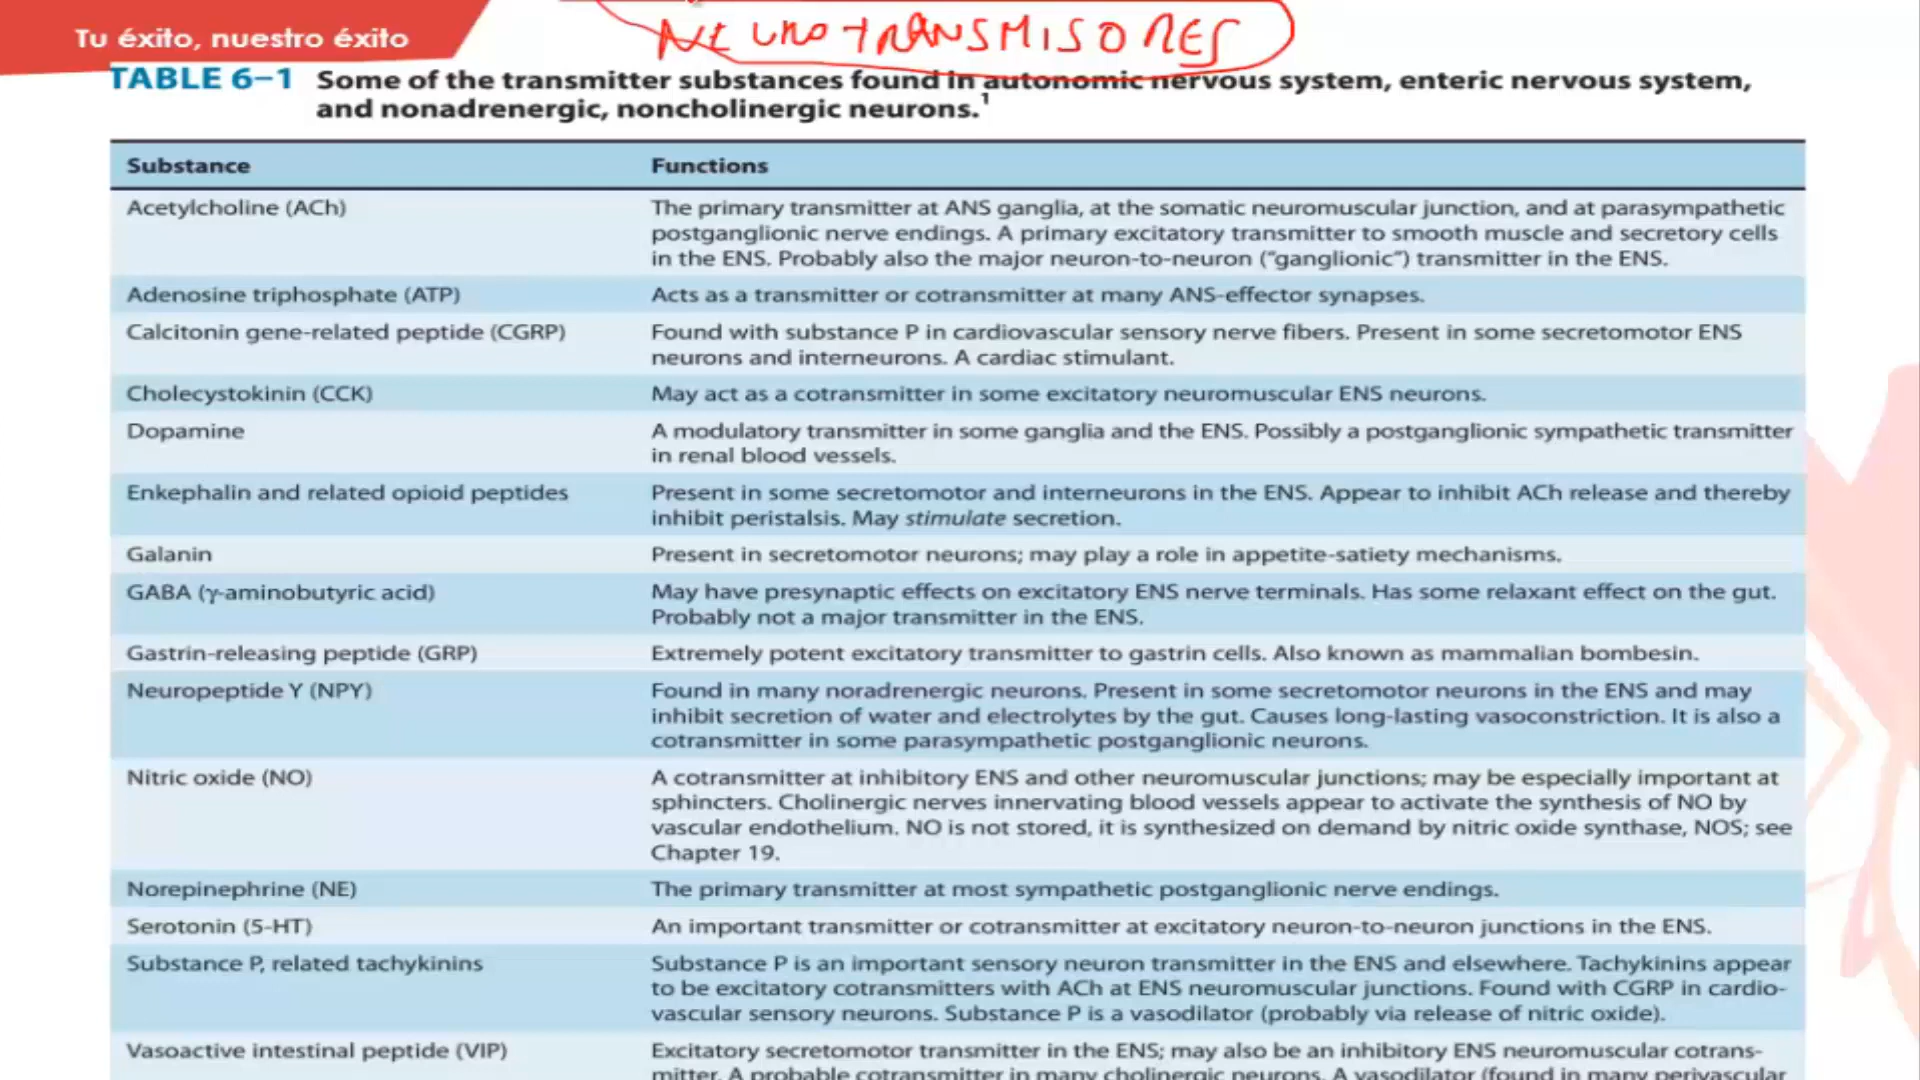 Tu éxito, nuestro éxito
NEUROTRANSMISORES
TABLE 6–1 Some of the transmitter substances found in autonomic nervous system, enteric nervous system,
and nonadrenergic, noncholinergic neurons.1
Substance Functions
Acetylcholine (ACh) The primary transmitter at ANS ganglia, at the somatic neuromuscular junction, and at parasympathetic
postganglionic nerve endings. A primary excitatory transmitter to smooth muscle and secretory cells
in the ENS. Probably also the major neuron-to-neuron (“ganglionic”) transmitter in the ENS.
Adenosine triphosphate (ATP) Acts as a transmitter or cotransmitter at many ANS-effector synapses.
Calcitonin gene-related peptide (CGRP) Found with substance P in cardiovascular sensory nerve fibers. Present in some secretomotor ENS
neurons and interneurons. A cardiac stimulant.
Cholecystokinin (CCK) May act as a cotransmitter in some excitatory neuromuscular ENS neurons.
Dopamine A modulatory transmitter in some ganglia and the ENS. Possibly a postganglionic sympathetic transmitter
in renal blood vessels.
Enkephalin and related opioid peptides Present in some secretomotor and interneurons in the ENS. Appear to inhibit ACh release and thereby
inhibit peristalsis. May stimulate secretion.
Galanin Present in secretomotor neurons; may play a role in appetite-satiety mechanisms.
GABA (γ-aminobutyric acid) May have presynaptic effects on excitatory ENS nerve terminals. Has some relaxant effect on the gut.
Probably not a major transmitter in the ENS.
Gastrin-releasing peptide (GRP) Extremely potent excitatory transmitter to gastrin cells. Also known as mammalian bombesin.
Neuropeptide Y (NPY) Found in many noradrenergic neurons. Present in some secretomotor neurons in the ENS and may
inhibit secretion of water and electrolytes by the gut. Causes long-lasting vasoconstriction. It is also a
cotransmitter in some parasympathetic postganglionic neurons.
Nitric oxide (NO) A cotransmitter at inhibitory ENS and other neuromuscular junctions; may be especially important at
sphincters. Cholinergic nerves innervating blood vessels appear to activate the synthesis of NO by
vascular endothelium. NO is not stored, it is synthesized on demand by nitric oxide synthase, NOS; see
Chapter 19.
Norepinephrine (NE) The primary transmitter at most sympathetic postganglionic nerve endings.
Serotonin (5-HT) An important transmitter or cotransmitter at excitatory neuron-to-neuron junctions in the ENS.
Substance P, related tachykinins Substance P is an important sensory neuron transmitter in the ENS and elsewhere. Tachykinins appear
to be excitatory cotransmitters with ACh at ENS neuromuscular junctions. Found with CGRP in cardio-
vascular sensory neurons. Substance P is a vasodilator (probably via release of nitric oxide).
Vasoactive intestinal peptide (VIP) Excitatory secretomotor transmitter in the ENS; may also be an inhibitory ENS neuromuscular cotrans-
mitter. A probable cotransmitter in many cholinergic neurons. A vasodilator (found in many perivascular